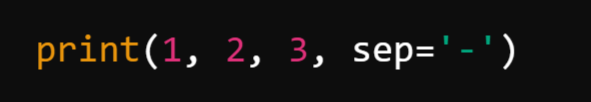 print(1, 2, 3, sep='-')